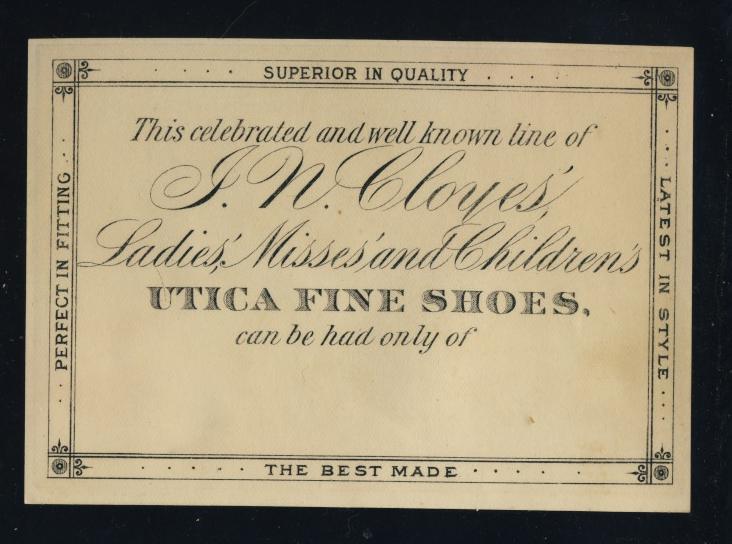 SUPERIOR IN QUALITY
PERFECT IN FITTING
This celebrated and well known line of
J. N. Cloyes',
Ladies', Misses' and Children's
UTICA FINE SHOES,
can be had only of
LATEST IN STYLE
THE BEST MADE